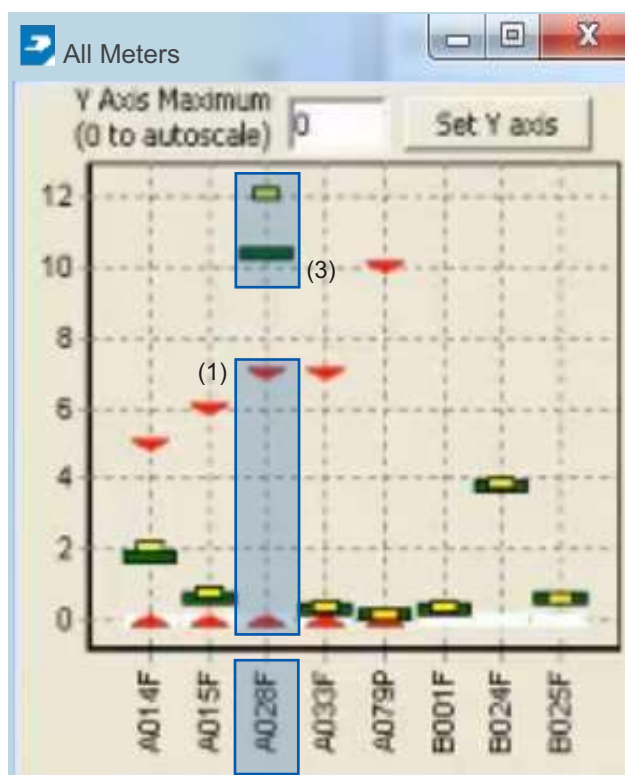 All Meters
Y Axis Maximum
(0 to autoscale)
0
Set Y axis
12
10
(3)
8
(1)
6
4
2
0
A014F
A015F
A028F
A033F
A079P
B001F
B024F
B025F